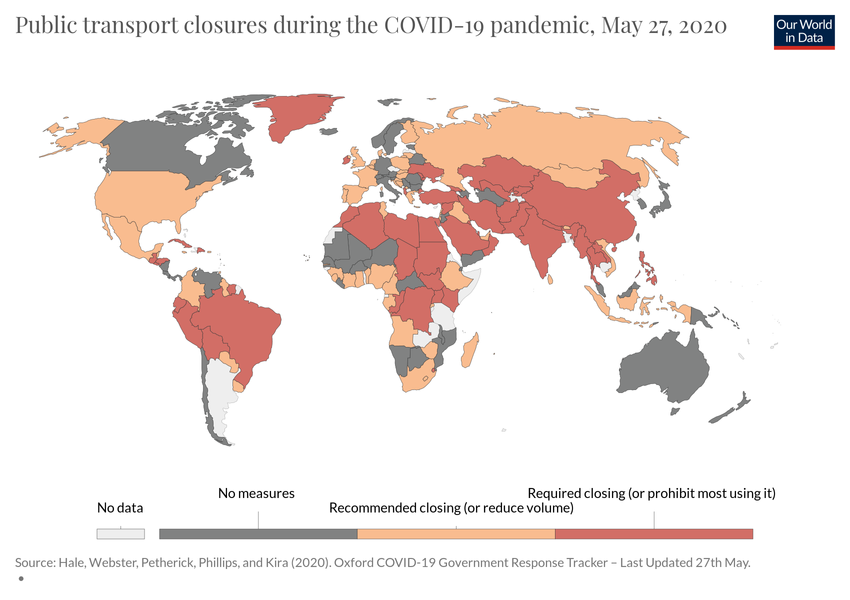 Public transport closures during the COVID-19 pandemic, May 27, 2020
Our World
in Data
No data
No measures
Recommended closing (or reduce volume)
Required closing (or prohibit most using it)
Source: Hale, Webster, Petherick, Phillips, and Kira (2020). Oxford COVID-19 Government Response Tracker – Last Updated 27th May.
•